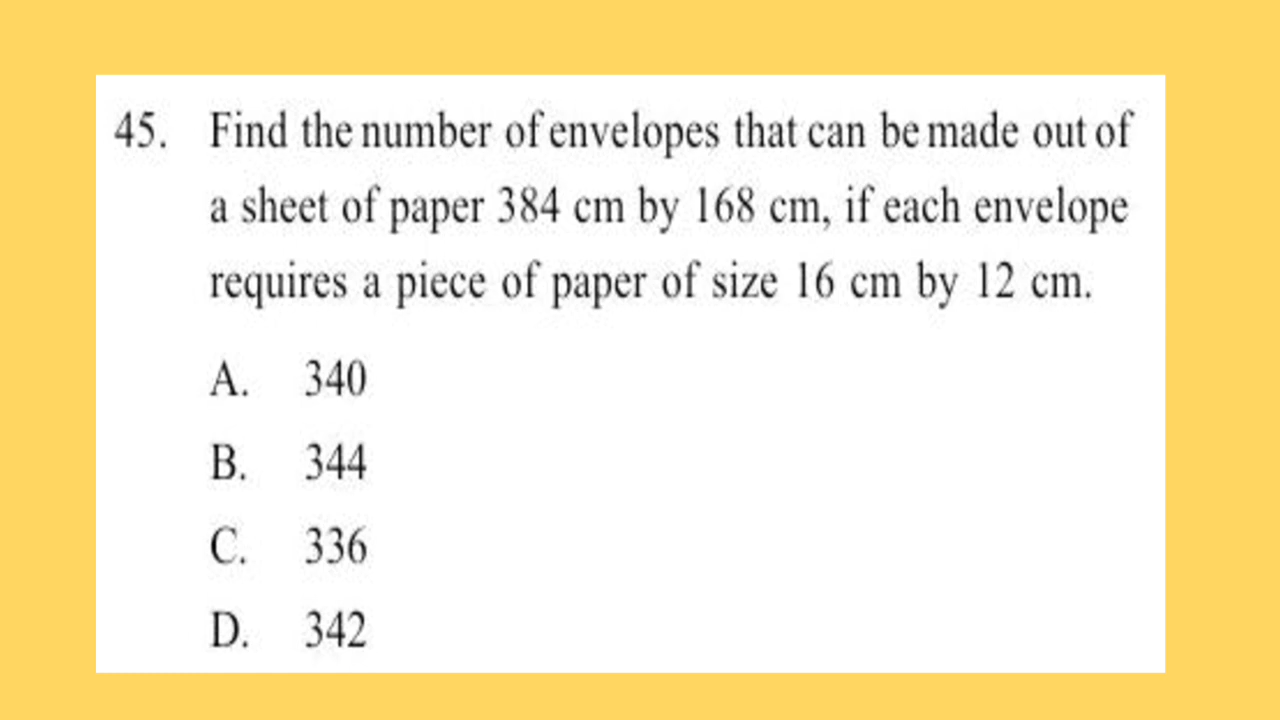 45. Find the number of envelopes that can be made out of
a sheet of paper 384 cm by 168 cm, if each envelope
requires a piece of paper of size 16 cm by 12 cm.
A. 340
B. 344
C. 336
D. 342